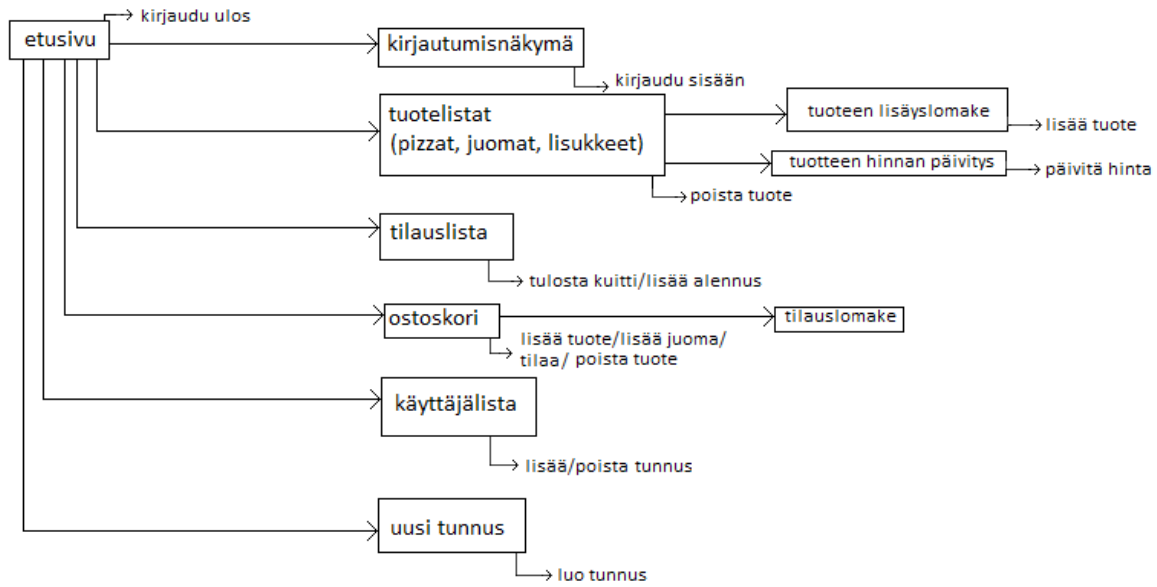 etusivu
kirjaudu ulos
kirjautumisnäkymä
kirjaudu sisään
tuotelistat
(pizzat, juomat, lisukkeet)
tuoteen lisäyslomake
lisää tuote
tuotteen hinnan päivitys
päivitä hinta
poista tuote
tilauslista
tulosta kuitti/lisää alennus
ostoskori
tilauslomake
lisää tuote/lisää juoma/
tilaa/ poista tuote
käyttäjälista
lisää/poista tunnus
uusi tunnus
luo tunnus